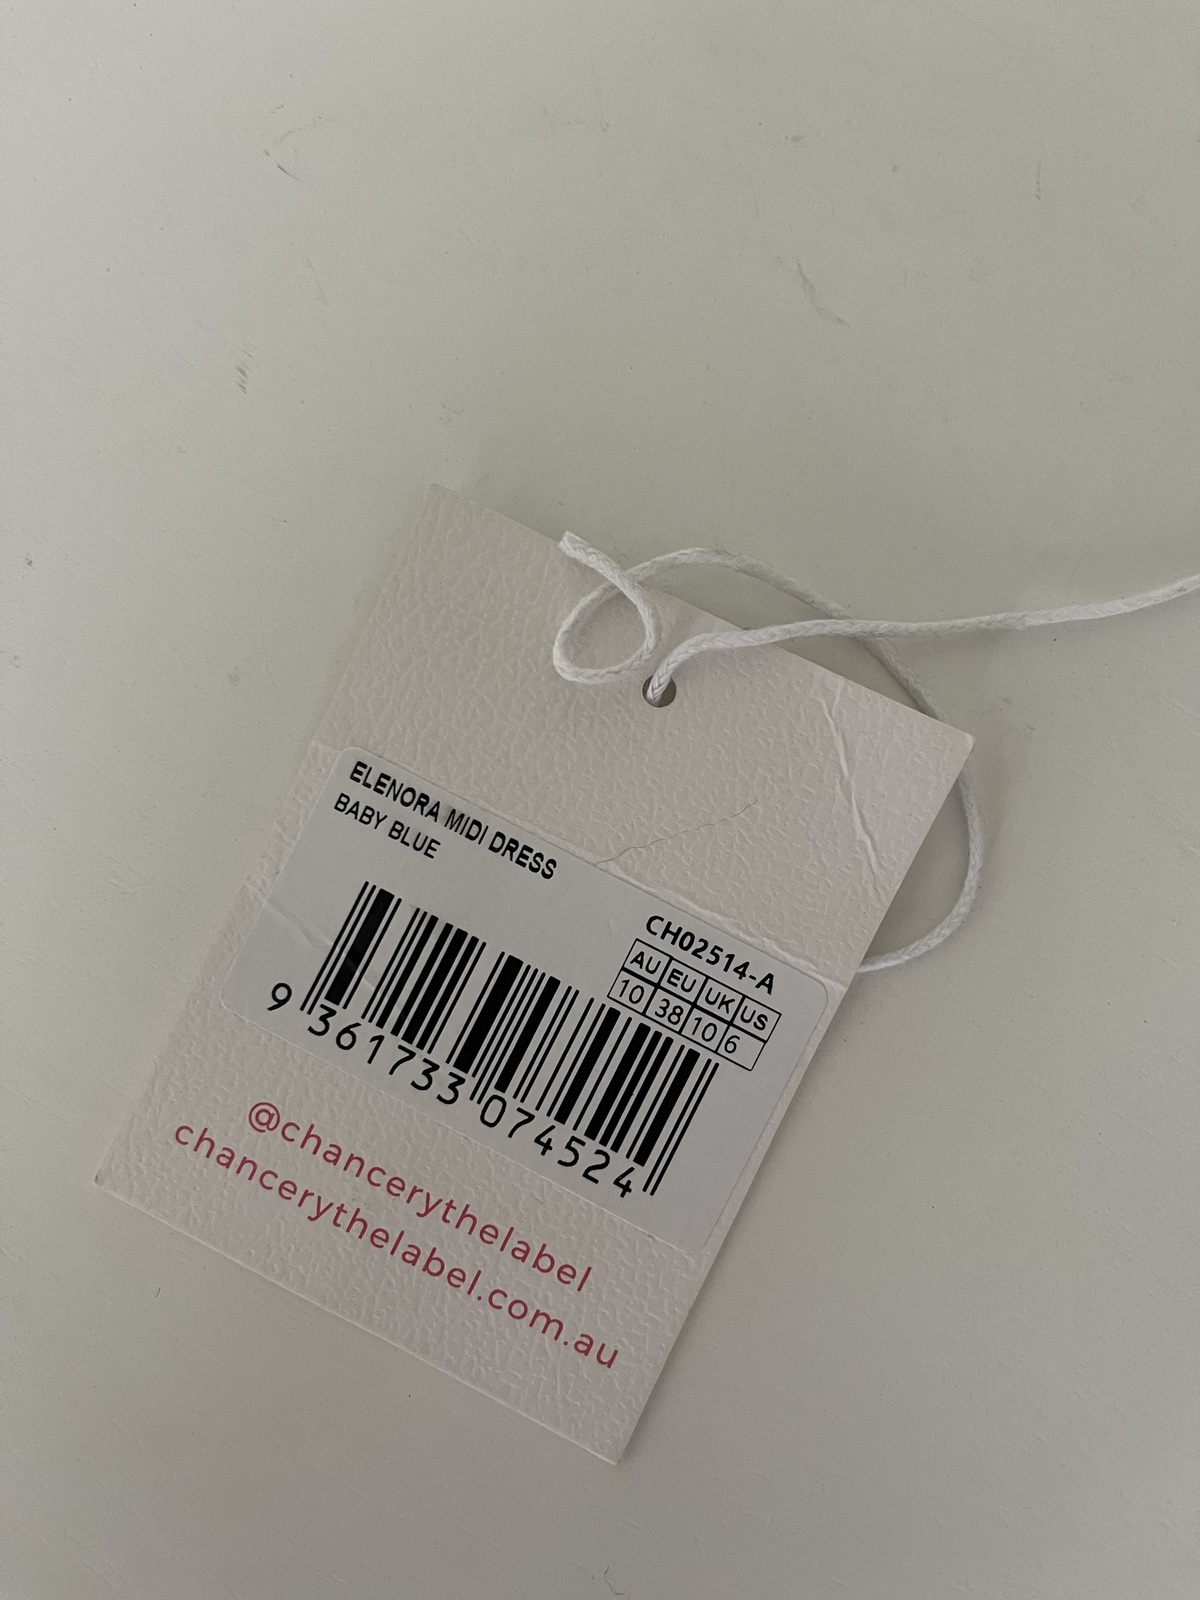 ELENORA MIDI DRESS
BABY BLUE
CH02514-A
AU EU UK US
10 38 10 6
9 361733 074524
@chancerythelabel
chancerythelabel.com.au